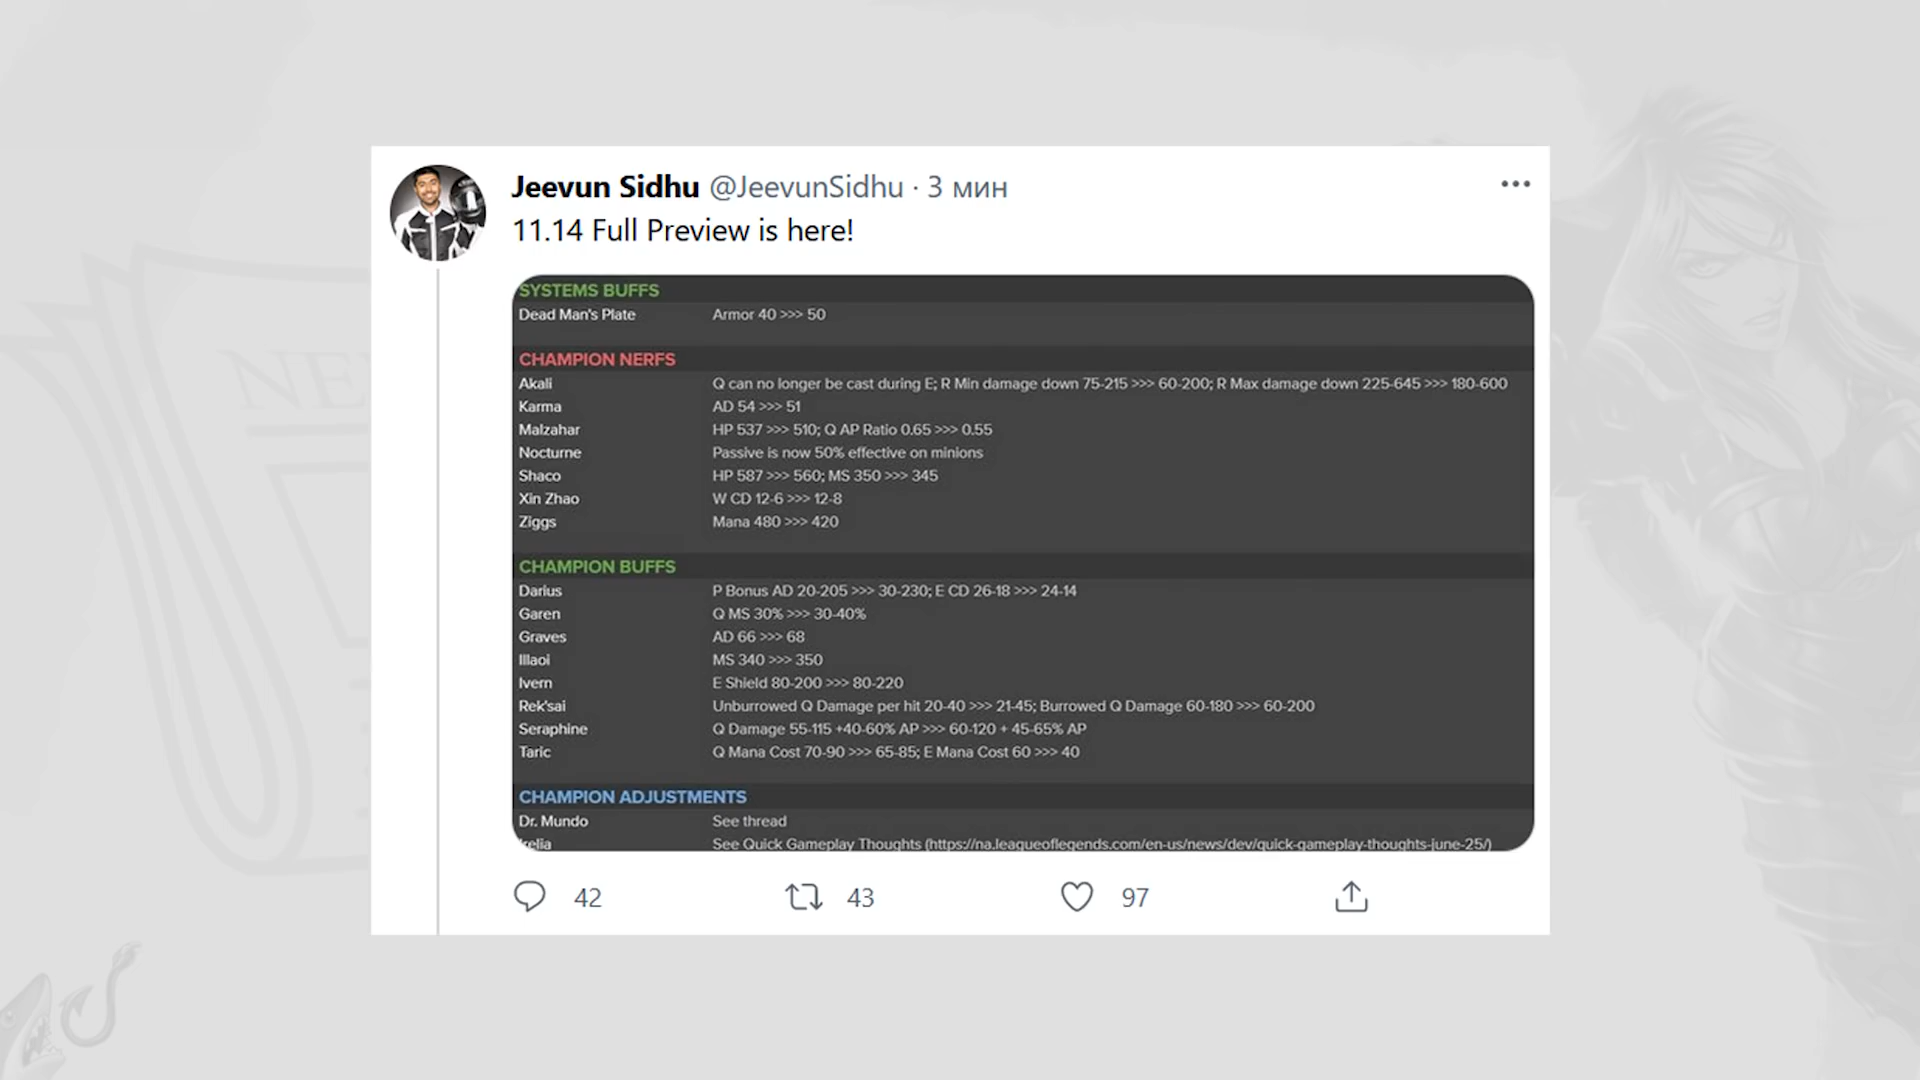 Jeevun Sidhu @JeevunSidhu · 3 мин
11.14 Full Preview is here!
SYSTEMS BUFFS
Dead Man's Plate Armor 40 >>> 50
CHAMPION NERFS
Akali Q can no longer be cast during E; R Min damage down 75-215 >>> 60-200; R Max damage down 225-645 >>> 180-600
Karma AD 54 >>> 51
Malzahar HP 537 >>> 510; Q AP Ratio 0.65 >>> 0.55
Nocturne Passive is now 50% effective on minions
Shaco HP 587 >>> 560; MS 350 >>> 345
Xin Zhao W CD 12-6 >>> 12-8
Ziggs Mana 480 >>> 420
CHAMPION BUFFS
Darius P Bonus AD 20-205 >>> 30-230; E CD 26-18 >>> 24-14
Garen Q MS 30% >>> 30-40%
Graves AD 66 >>> 68
Illaoi MS 340 >>> 350
Ivern E Shield 80-200 >>> 80-220
Rek'sai Unburrowed Q Damage per hit 20-40 >>> 21-45; Burrowed Q Damage 60-180 >>> 60-200
Seraphine Q Damage 55-115 +40-60% AP >>> 60-120 + 45-65% AP
Taric Q Mana Cost 70-90 >>> 65-85; E Mana Cost 60 >>> 40
CHAMPION ADJUSTMENTS
Dr. Mundo See thread
See Quick Gameplay Thoughts (https://na.leagueoflegends.com/en-us/news/dev/quick-gameplay-thoughts-june-25/)
42 43 97